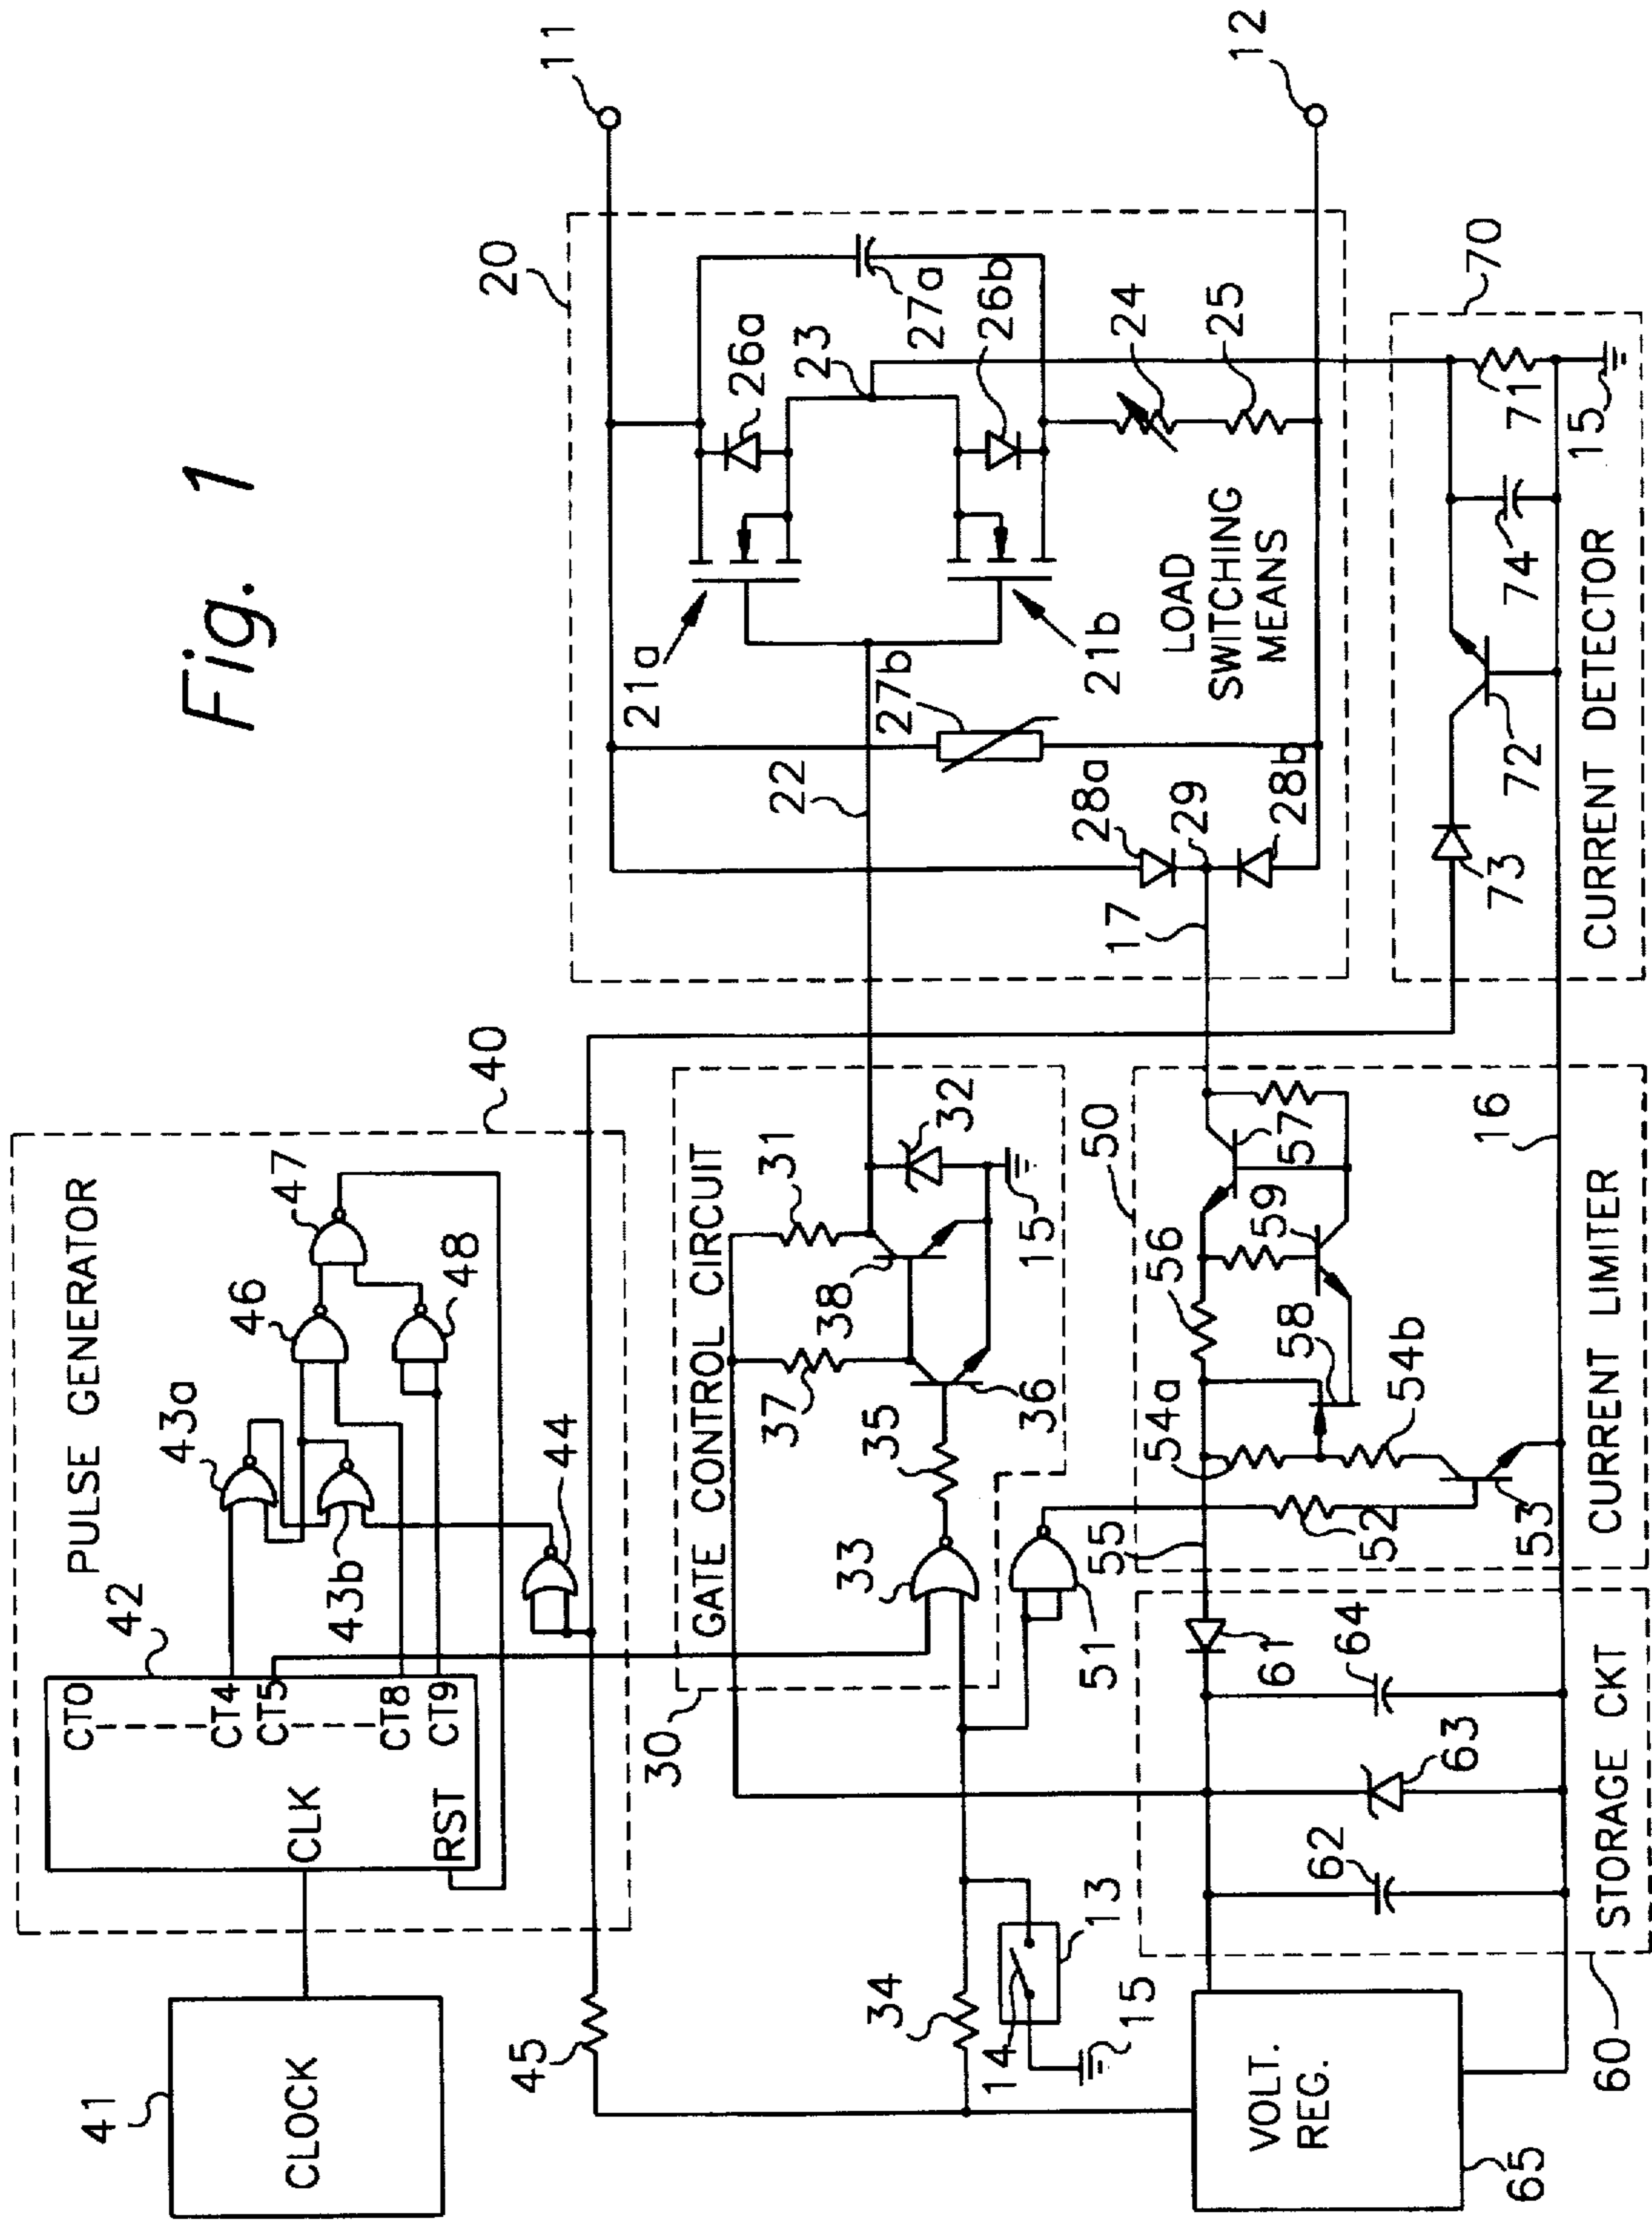 Fig. 1
11
12
20
21a
21b
22
23
24
25
26a
26b
27a
27b
28a
28b
29
17
LOAD
SWITCHING
MEANS
70
71
72
73
74
15
CURRENT DETECTOR
16
40
PULSE GENERATOR
41
CLOCK
42
CT0
CT4
CT5
CT8
CT9
CLK
RST
43a
43b
44
45
46
47
48
30
GATE CONTROL CIRCUIT
31
32
33
34
35
36
37
38
15
13
14
15
50
51
52
53
54a
54b
55
56
57
58
59
CURRENT LIMITER
60
61
62
63
64
STORAGE CKT
65
VOLT.
REG.